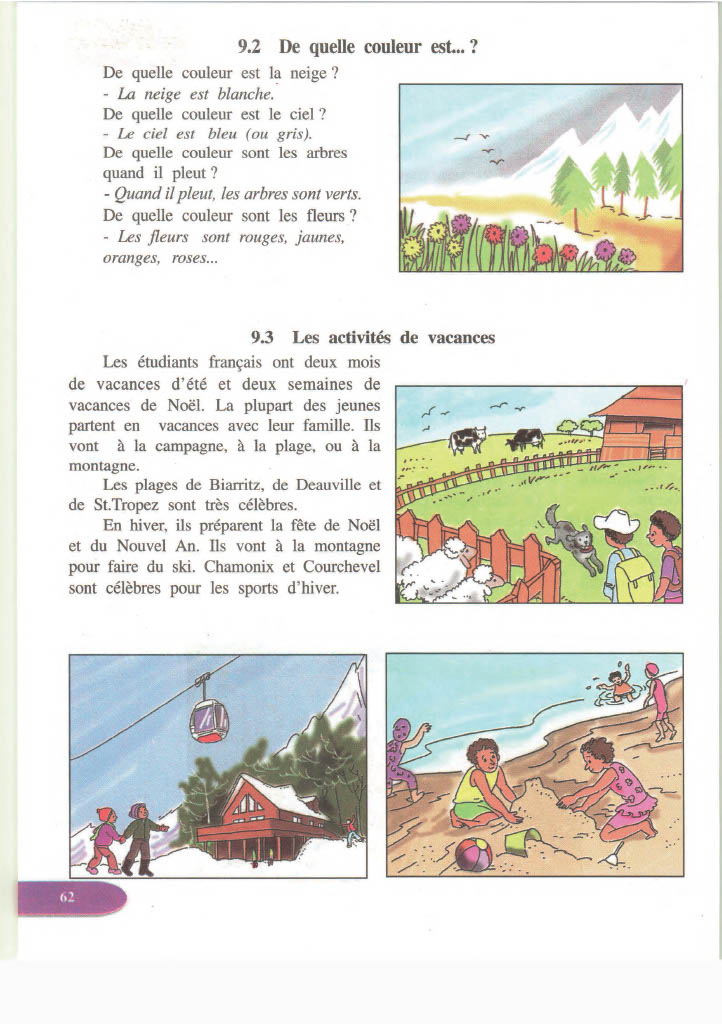 9.2 De quelle couleur est... ?
De quelle couleur est la neige ?
- La neige est blanche.
De quelle couleur est le ciel ?
- Le ciel est bleu (ou gris).
De quelle couleur sont les arbres
quand il pleut ?
- Quand il pleut, les arbres sont verts.
De quelle couleur sont les fleurs ?
- Les fleurs sont rouges, jaunes,
oranges, roses...
9.3 Les activités de vacances
Les étudiants français ont deux mois
de vacances d'été et deux semaines de
vacances de Noël. La plupart des jeunes
partent en vacances avec leur famille. Ils
vont à la campagne, à la plage, ou à la
montagne.
Les plages de Biarritz, de Deauville et
de St.Tropez sont très célèbres.
En hiver, ils préparent la fête de Noël
et du Nouvel An. Ils vont à la montagne
pour faire du ski. Chamonix et Courchevel
sont célèbres pour les sports d'hiver.
62